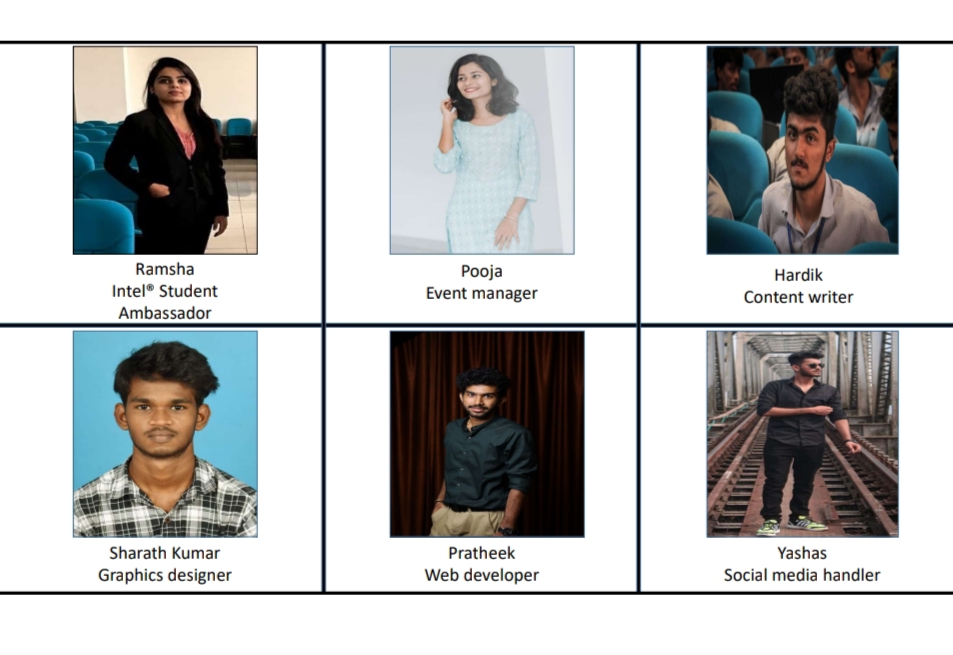 Ramsha
Intel® Student
Ambassador
Pooja
Event manager
Hardik
Content writer
Sharath Kumar
Graphics designer
Pratheek
Web developer
Yashas
Social media handler